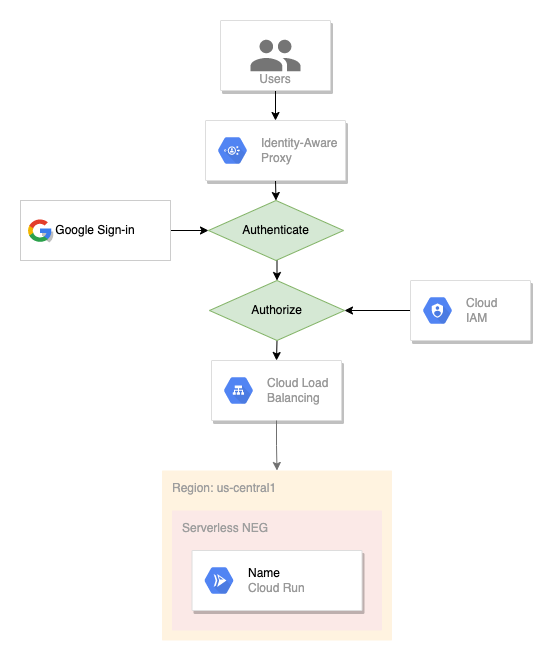 Users
Identity-Aware
Proxy
Google Sign-in
Authenticate
Authorize
Cloud
IAM
Cloud Load
Balancing
Region: us-central1
Serverless NEG
Name
Cloud Run